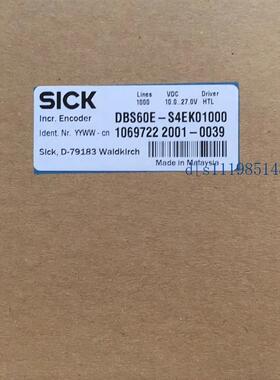 SICK
Lines VDC Driver
1000 10.0...27.0V HTL
Incr. Encoder DBS60E-S4EK01000
Ident. Nr. YYWW - cn 1069722 2001-0039
Sick, D-79183 Waldkirch
Made in Malaysia